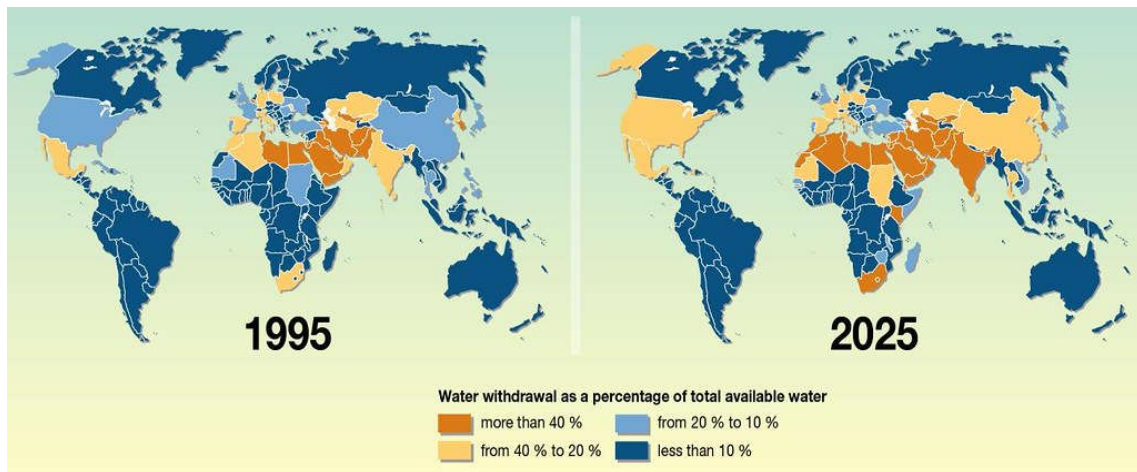 1995
2025
Water withdrawal as a percentage of total available water
more than 40 %
from 20 % to 10 %
from 40 % to 20 %
less than 10 %